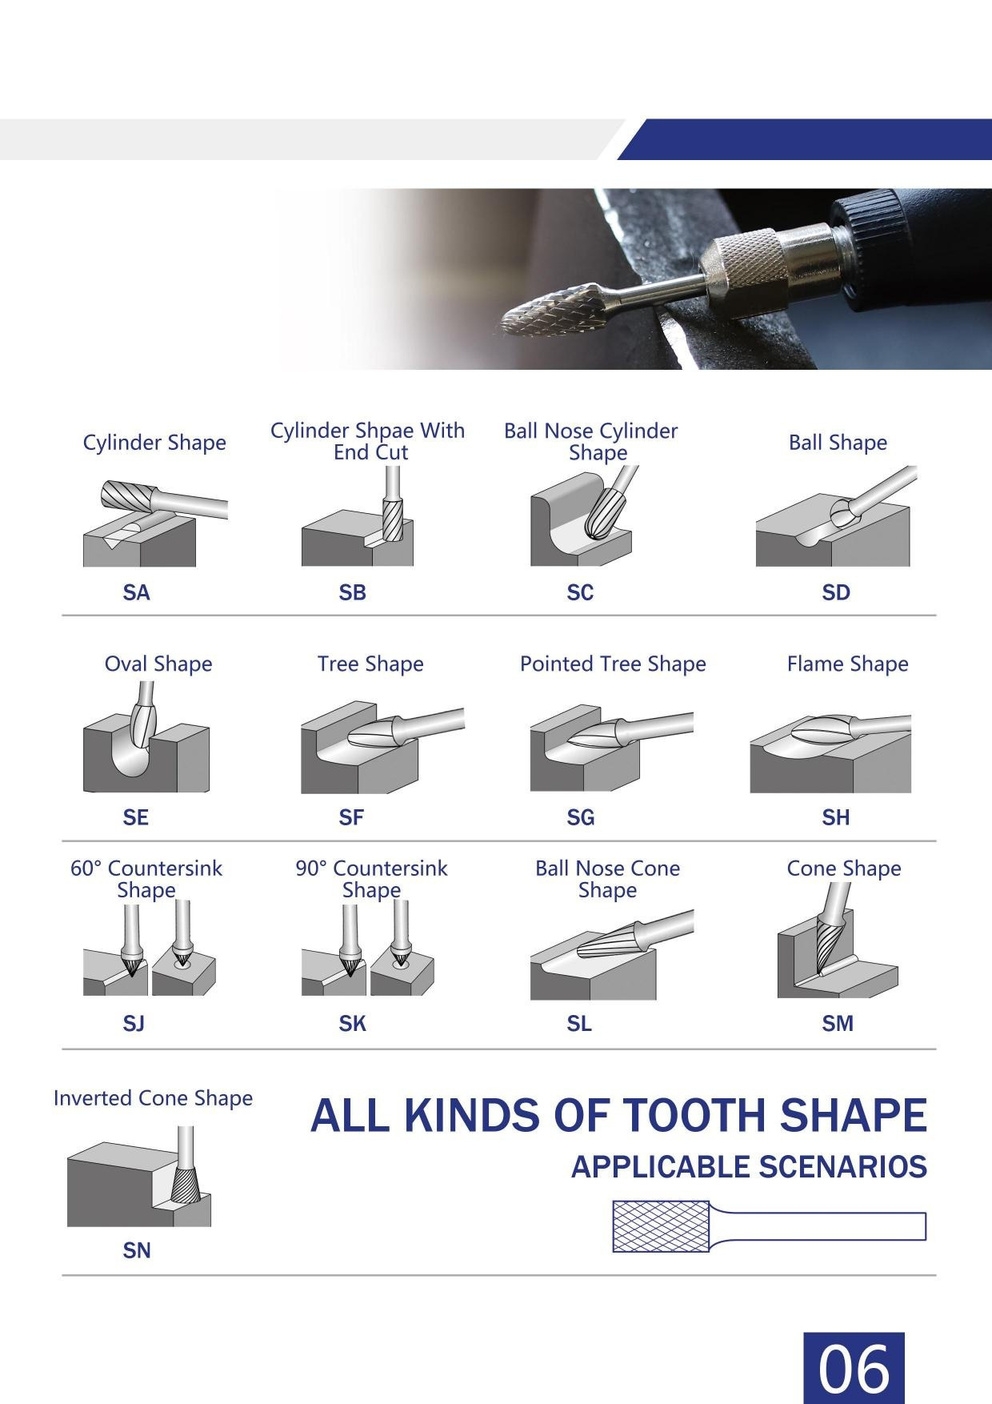 Cylinder Shape
Cylinder Shpae With
End Cut
Ball Nose Cylinder
Shape
Ball Shape
SA
SB
SC
SD
Oval Shape
Tree Shape
Pointed Tree Shape
Flame Shape
SE
SF
SG
SH
60° Countersink
Shape
90° Countersink
Shape
Ball Nose Cone
Shape
Cone Shape
SJ
SK
SL
SM
Inverted Cone Shape
SN
ALL KINDS OF TOOTH SHAPE
APPLICABLE SCENARIOS
06